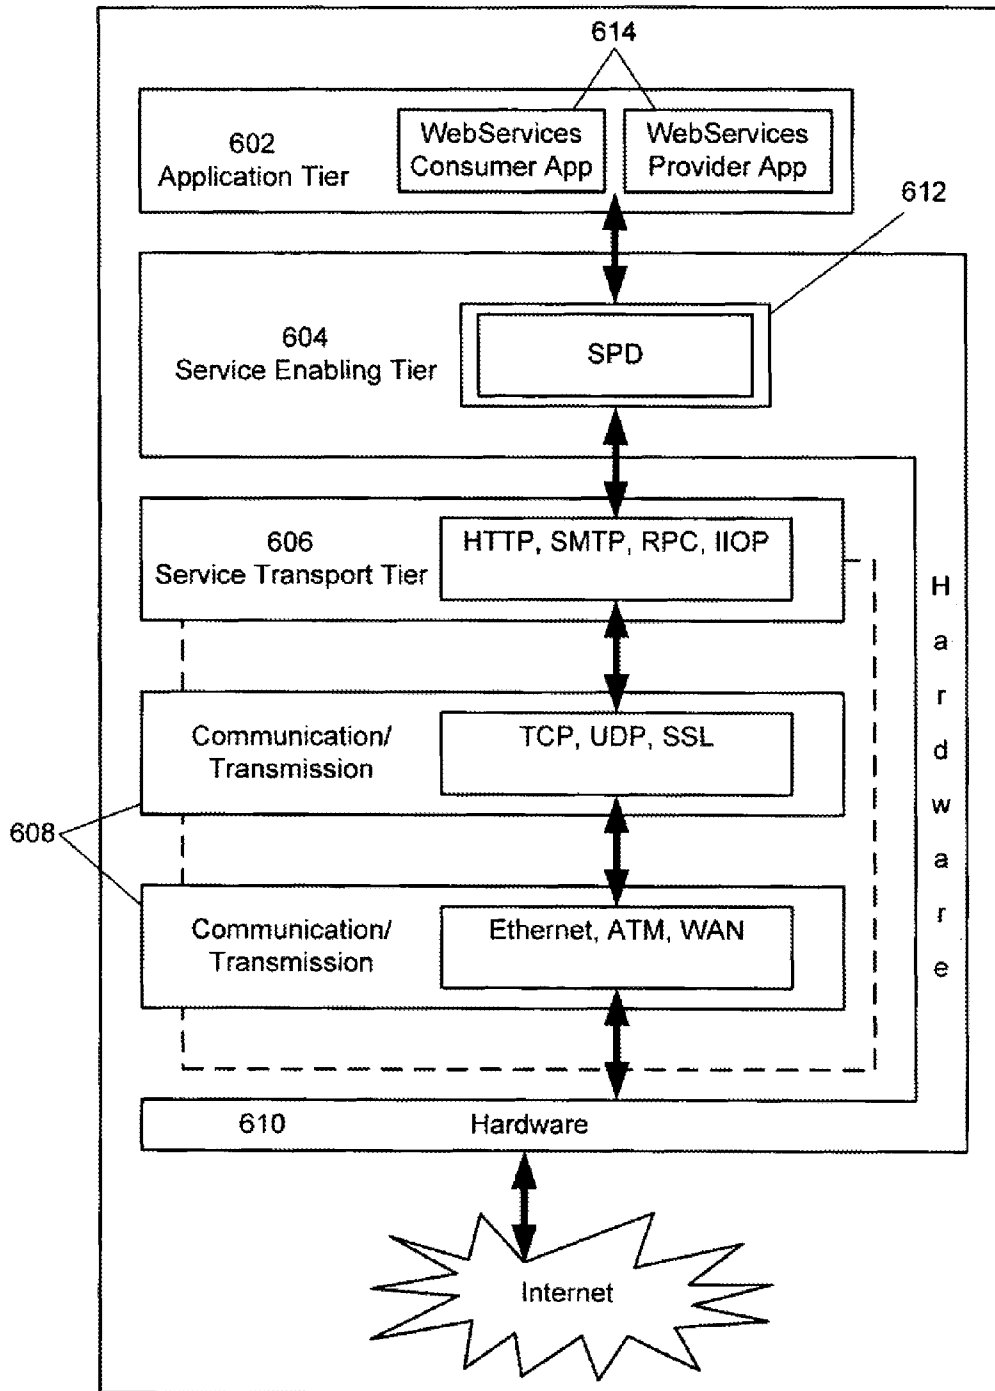 614
602
Application Tier
WebServices
Consumer App
WebServices
Provider App
612
604
Service Enabling Tier
SPD
606
Service Transport Tier
HTTP, SMTP, RPC, IIOP
Hardware
Communication/
Transmission
TCP, UDP, SSL
608
Communication/
Transmission
Ethernet, ATM, WAN
610
Hardware
Internet